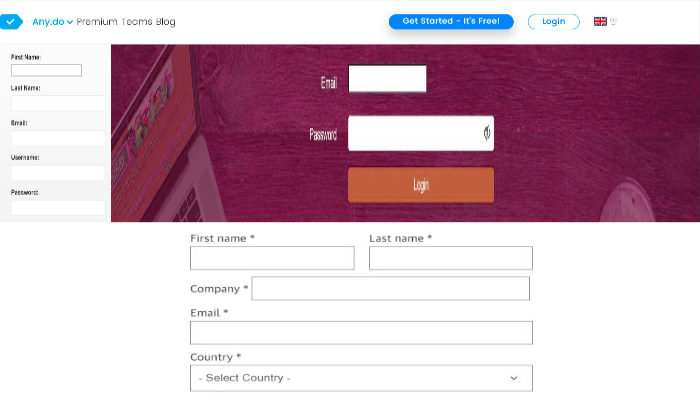 Any.do Premium Teams Blog Get Started - It's Free! Login EN
First Name:
Last Name:
Email:
Username:
Password:
Email
Password
Login
First name * Last name *
Company *
Email *
Country *
- Select Country -